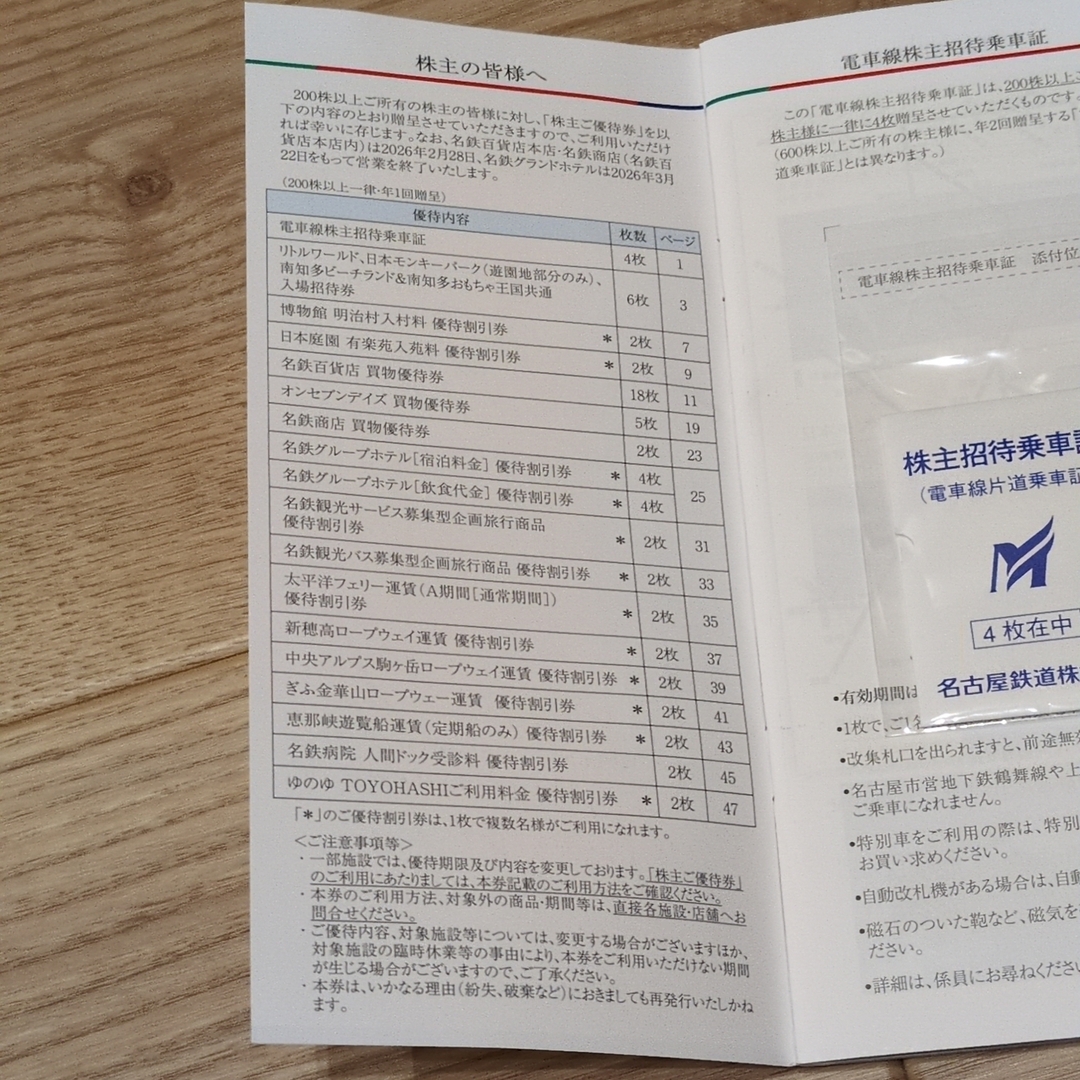 株主の皆様へ
200株以上ご所有の株主の皆様に対し、「株主ご優待券」を以
下の内容のとおり贈呈させていただきますので、ご利用いただけ
れば幸いに存じます。なお、名鉄百貨店本店・名鉄商店(名鉄百
貨店本店内)は2026年2月28日、名鉄グランドホテルは2026年3月
22日をもって営業を終了いたします。
(200株以上一律・年1回贈呈)
優待内容 枚数 ページ
電車線株主招待乗車証 4枚 1
リトルワールド、日本モンキーパーク(遊園地部分のみ)、
南知多ビーチランド&南知多おもちゃ王国共通
入場招待券 6枚 3
博物館 明治村入村料 優待割引券 * 2枚 7
日本庭園 有楽苑入苑料 優待割引券 * 2枚 9
名鉄百貨店 買物優待券 18枚 11
オンセブンデイズ 買物優待券 5枚 19
名鉄商店 買物優待券 2枚 23
名鉄グループホテル[宿泊料金] 優待割引券 * 4枚 25
名鉄グループホテル[飲食代金] 優待割引券 * 4枚
名鉄観光サービス募集型企画旅行商品
優待割引券 * 2枚 31
名鉄観光バス募集型企画旅行商品 優待割引券 * 2枚 33
太平洋フェリー運賃(A期間[通常期間])
優待割引券 * 2枚 35
新穂高ロープウェイ運賃 優待割引券 * 2枚 37
中央アルプス駒ヶ岳ロープウェイ運賃 優待割引券 * 2枚 39
ぎふ金華山ロープウェー運賃 優待割引券 * 2枚 41
恵那峡遊覧船運賃(定期船のみ) 優待割引券 * 2枚 43
名鉄病院 人間ドック受診料 優待割引券 2枚 45
ゆのゆ TOYOHASHIご利用料金 優待割引券 * 2枚 47
「*」のご優待割引券は、1枚で複数名様がご利用になれます。
<ご注意事項等>
・一部施設では、優待期限及び内容を変更しております。「株主ご優待券」
のご利用にあたりましては、本券記載のご利用方法をご確認ください。
・本券のご利用方法、対象外の商品・期間等は、直接各施設・店舗へお
問合せください。
・ご優待内容、対象施設等については、変更する場合がございますほか、
対象施設の臨時休業等の事由により、本券をご利用いただけない期間
が生じる場合がございますので、ご了承ください。
・本券は、いかなる理由(紛失、破棄など)におきましても再発行いたしかね
ます。
電車線株主招待乗車証
この「電車線株主招待乗車証」は、200株以上ご
株主様に一律に4枚贈呈させていただくものです。
(600株以上ご所有の株主様に、年2回贈呈する「
道乗車証」とは異なります。)
電車線株主招待乗車証 添付位
株主招待乗車証
(電車線片道乗車証
4枚在中
名古屋鉄道株
•有効期間は
•1枚で、ご1名
•改集札口を出られますと、前途無効
•名古屋市営地下鉄鶴舞線や上
ご乗車になれません。
•特別車をご利用の際は、特別
お買い求めください。
•自動改札機がある場合は、自動
•磁石のついた鞄など、磁気を
ださい。
•詳細は、係員にお尋ねください